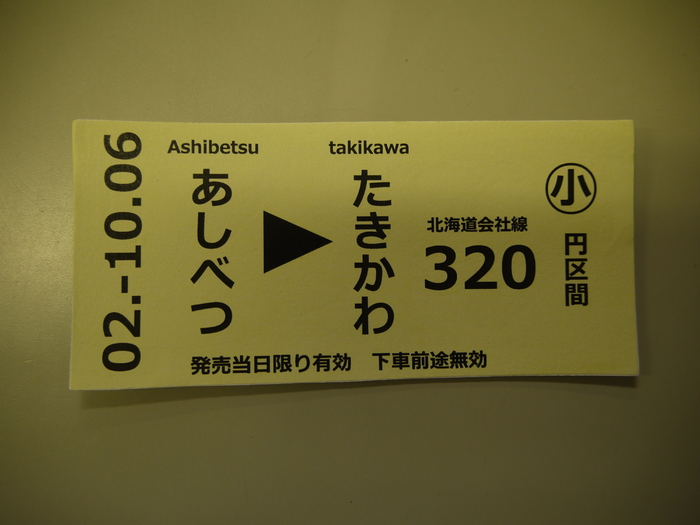 02.-10.06
Ashibetsu
あしべつ
▶
takikawa
たきかわ
北海道会社線
320
円区間
小
発売当日限り有効 下車前途無効